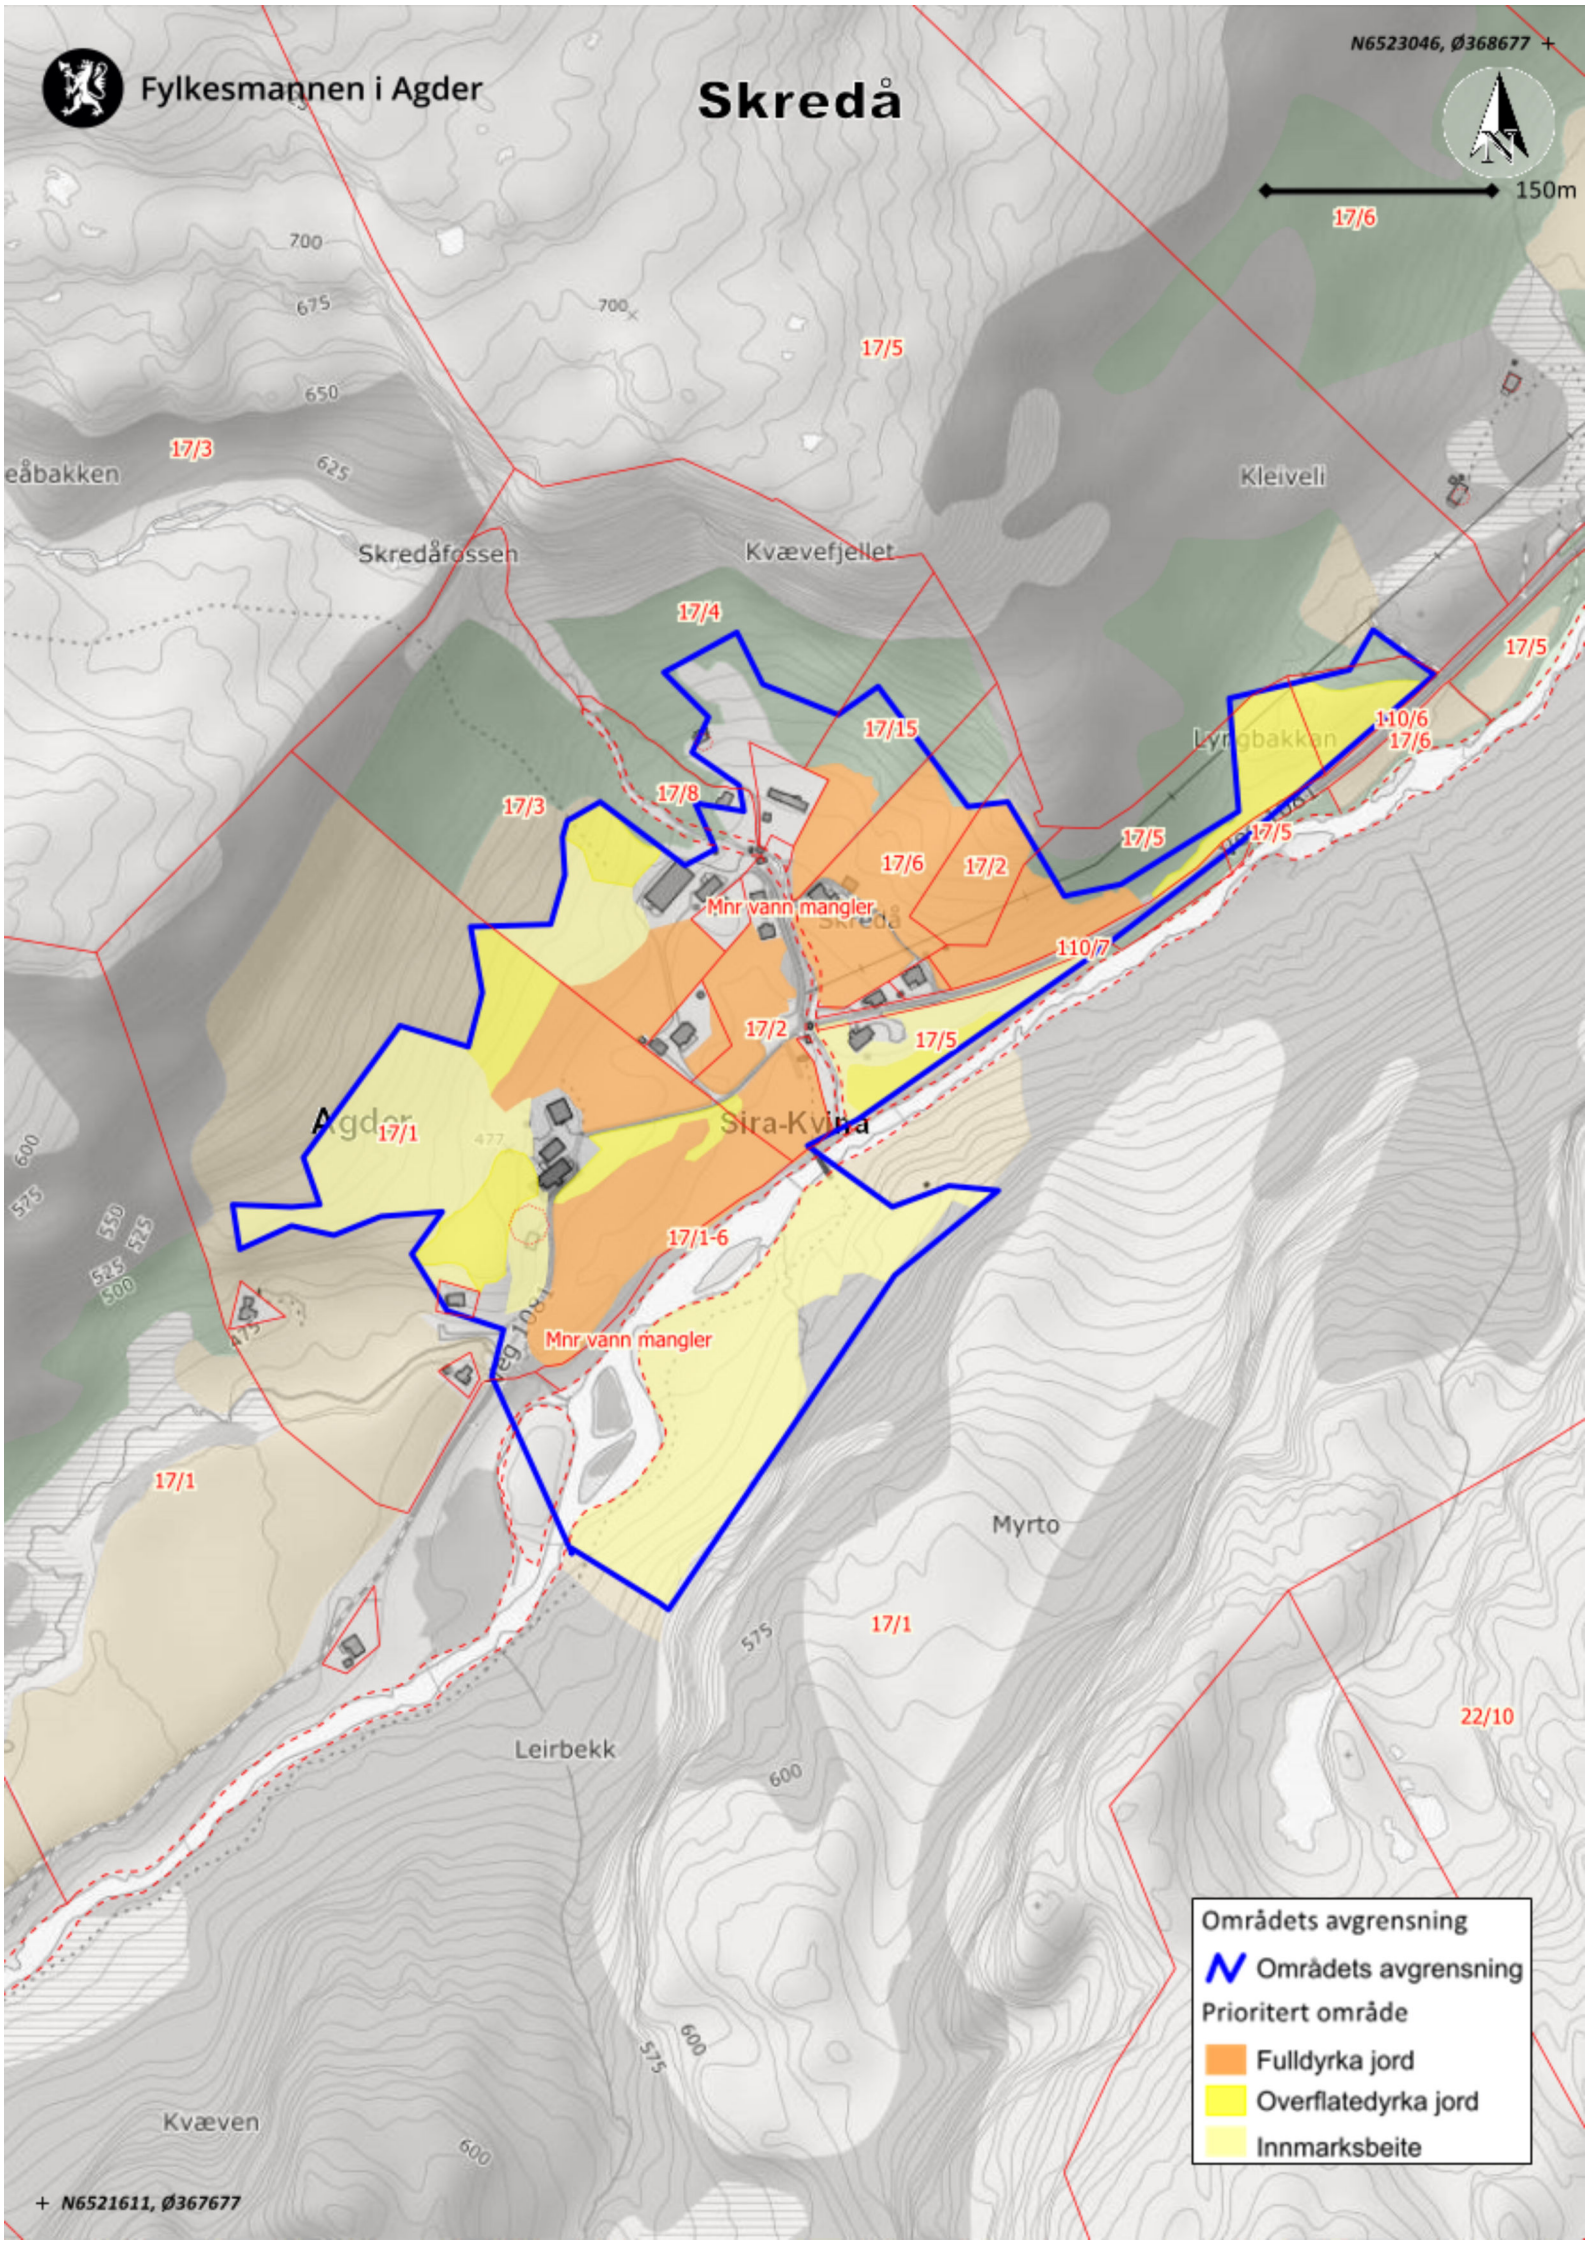 N6523046, Ø368677
Fylkesmannen i Agder
Skredå
150m
17/6
700
675
700
17/5
650
17/3
625
eåbakken
Kleiveli
Skredåfossen
Kvævefjellet
17/4
17/5
17/15
110/6
17/6
Lyngbakkan
17/8
17/3
17/5
17/5
17/6
17/2
Mnr vann mangler
Skredå
110/7
17/2
17/5
Agder
17/1
477
Sira-Kvina
600
575
550
525
525
500
17/1-6
475
Veg 1081
Mnr vann mangler
17/1
Myrto
17/1
575
22/10
Leirbekk
600
Områdets avgrensning
Områdets avgrensning
Prioritert område
Fulldyrka jord
Overflatedyrka jord
Innmarksbeite
600
575
Kvæven
600
N6521611, Ø367677